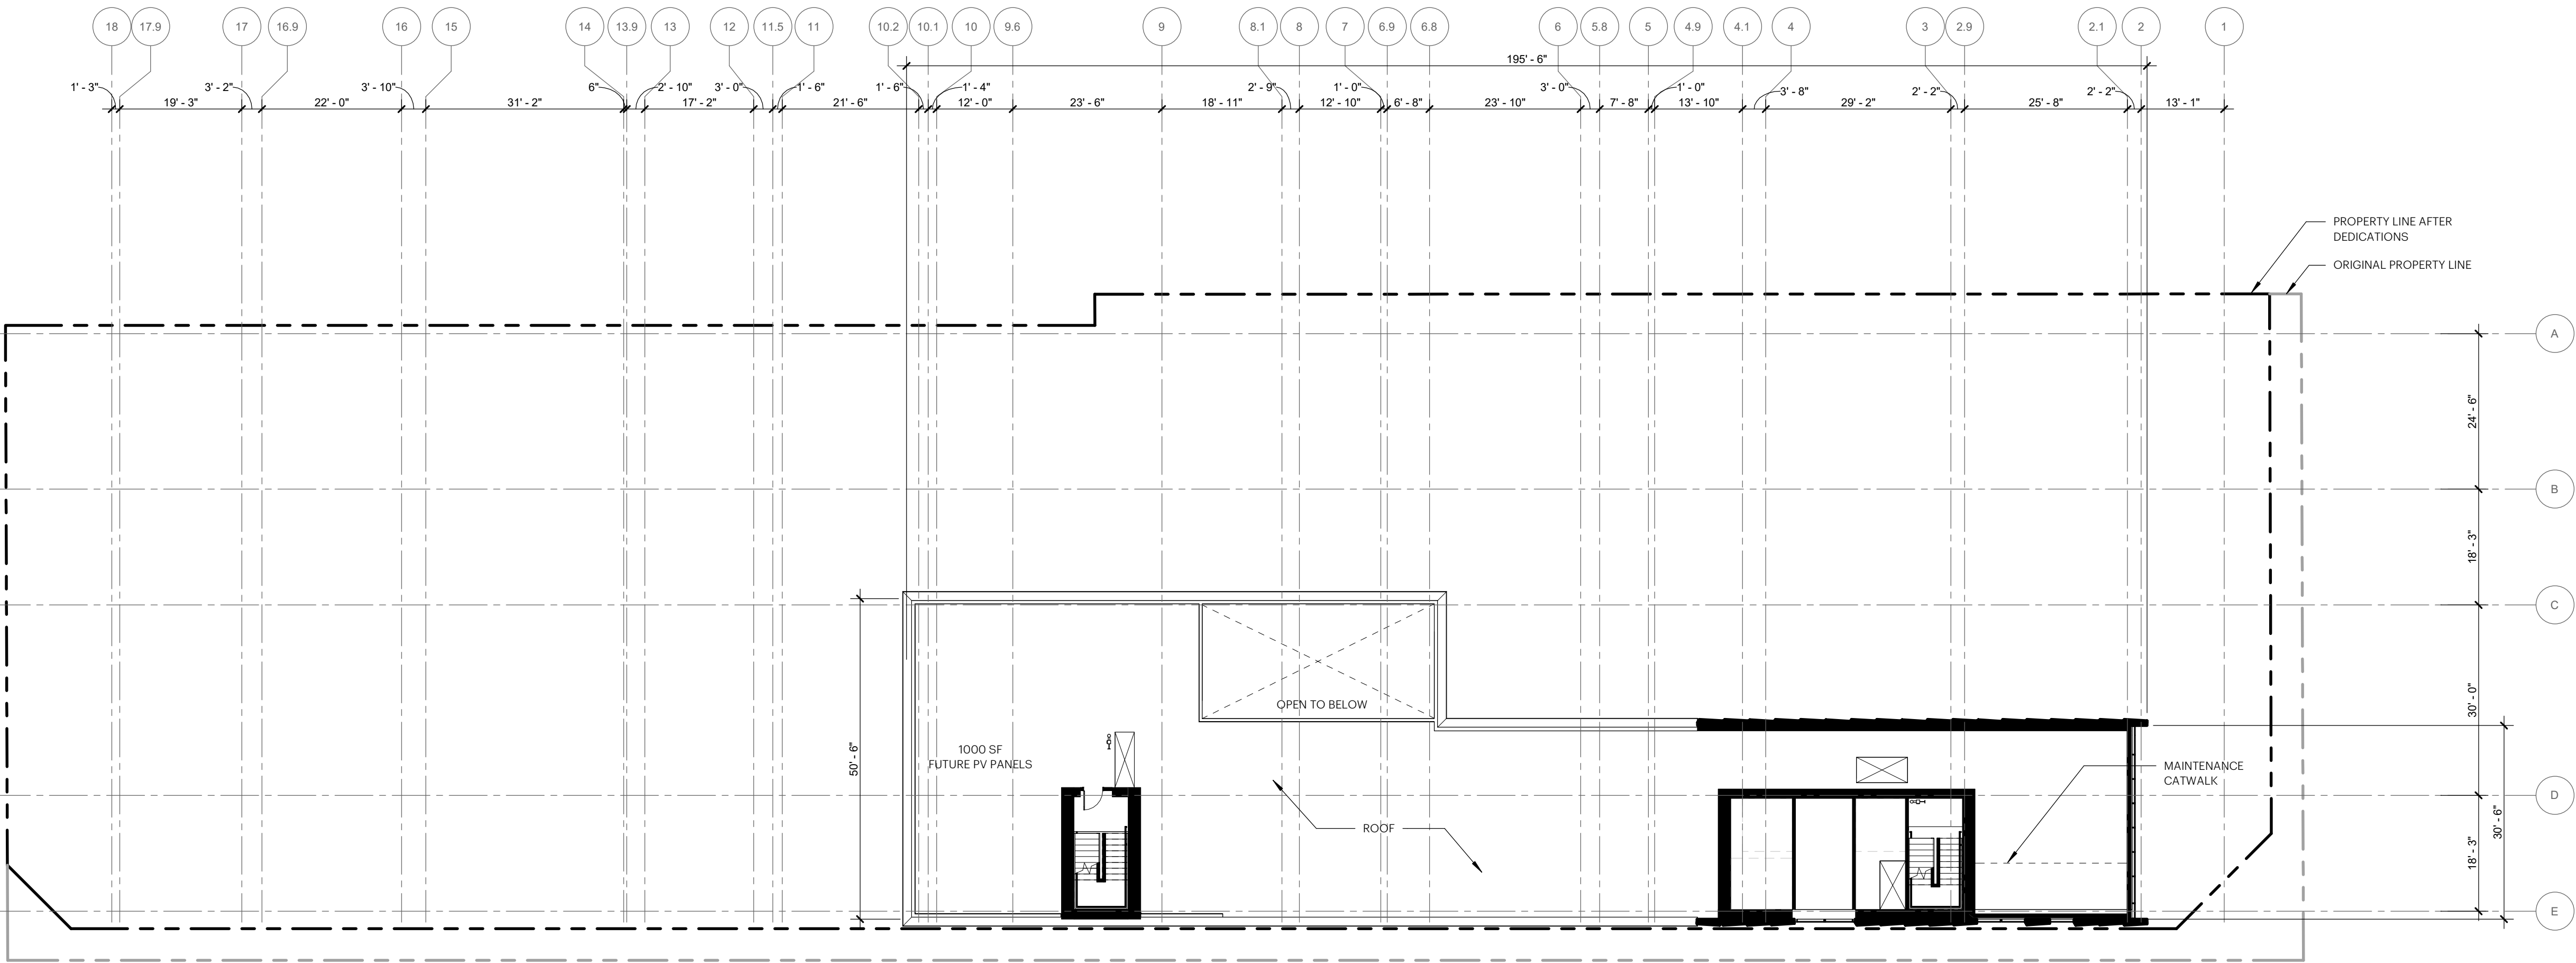 18 17.9 17 16.9 16 15 14 13.9 13 12 11.5 11 10.2 10.1 10 9.6 9 8.1 8 7 6.9 6.8 6 5.8 5 4.9 4.1 4 3 2.9 2.1 2 1
195' - 6"
1' - 3" 3' - 2" 3' - 10" 6" 2' - 10" 3' - 0" 1' - 6" 1' - 6" 1' - 4" 2' - 9" 1' - 0" 3' - 0" 1' - 0" 3' - 8" 2' - 2" 2' - 2"
19' - 3" 22' - 0" 31' - 2" 17' - 2" 21' - 6" 12' - 0" 23' - 6" 18' - 11" 12' - 10" 6' - 8" 23' - 10" 7' - 8" 13' - 10" 29' - 2" 25' - 8" 13' - 1"
PROPERTY LINE AFTER
DEDICATIONS
ORIGINAL PROPERTY LINE
A
24' - 6"
B
18' - 3"
C
30' - 0"
OPEN TO BELOW
50' - 6"
1000 SF
FUTURE PV PANELS
MAINTENANCE
CATWALK
D
ROOF
30' - 6"
18' - 3"
E